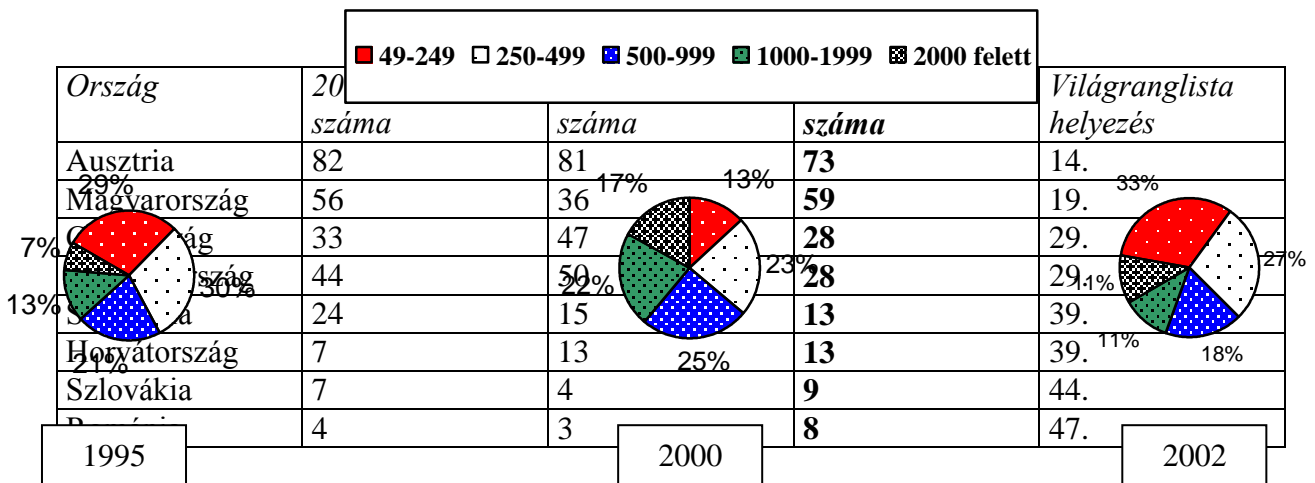 49-249 250-499 500-999 1000-1999 2000 felett
Ország 20 Világranglista
száma száma száma helyezés
Ausztria 82 81 73 14.
29% 17% 13% 33%
Magyarország 56 36 59 19.
33 47 28 29.
7%
44 50 28 29.
30% 22% 23% 11% 27%
13%
24 15 13 39.
Horvátország 7 13 13 39.
21% 25% 11% 18%
Szlovákia 7 4 9 44.
4 3 8 47.
1995 2000 2002